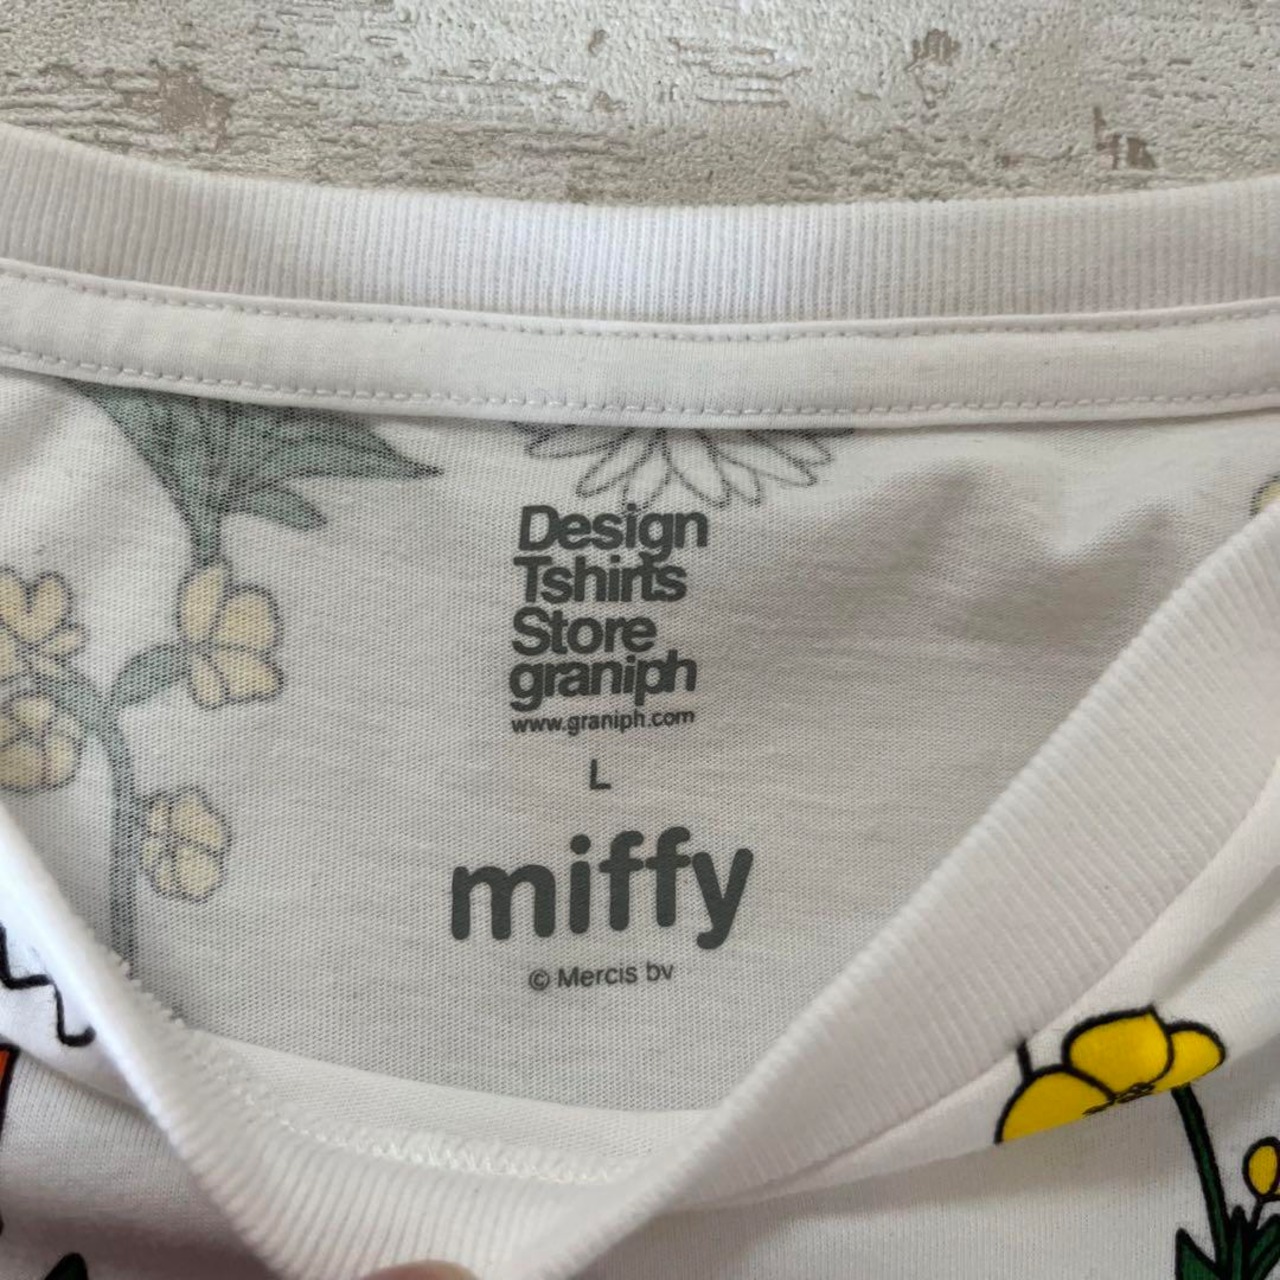 Design
Tshirts
Store
graniph
www.graniph.com
L
miffy
© Mercis bv